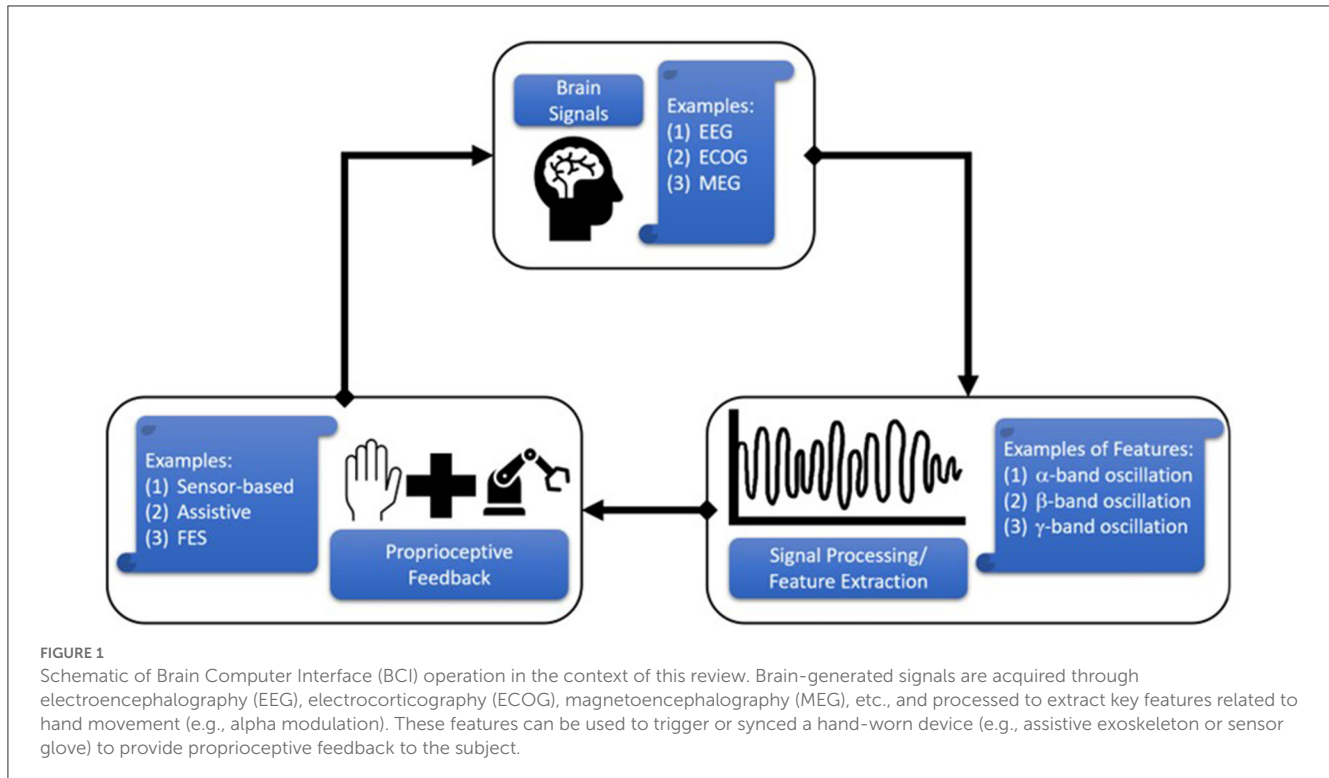 Brain
Signals
Examples:
(1) EEG
(2) ECOG
(3) MEG
Examples:
(1) Sensor-based
(2) Assistive
(3) FES
Proprioceptive
Feedback
Signal Processing/
Feature Extraction
Examples of Features:
(1) α-band oscillation
(2) β-band oscillation
(3) γ-band oscillation
FIGURE 1
Schematic of Brain Computer Interface (BCI) operation in the context of this review. Brain-generated signals are acquired through
electroencephalography (EEG), electrocorticography (ECOG), magnetoencephalography (MEG), etc., and processed to extract key features related to
hand movement (e.g., alpha modulation). These features can be used to trigger or synced a hand-worn device (e.g., assistive exoskeleton or sensor
glove) to provide proprioceptive feedback to the subject.